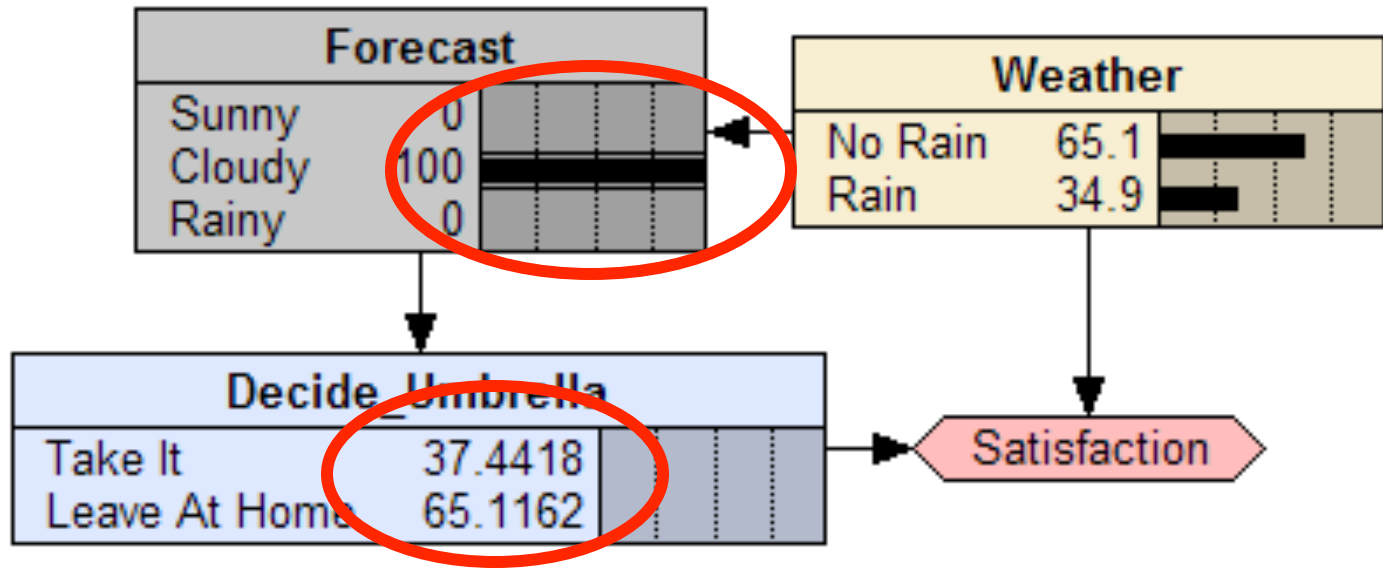 Forecast
Sunny 0
Cloudy 100
Rainy 0
Weather
No Rain 65.1
Rain 34.9
Decide_Umbrella
Take It 37.4418
Leave At Home 65.1162
Satisfaction